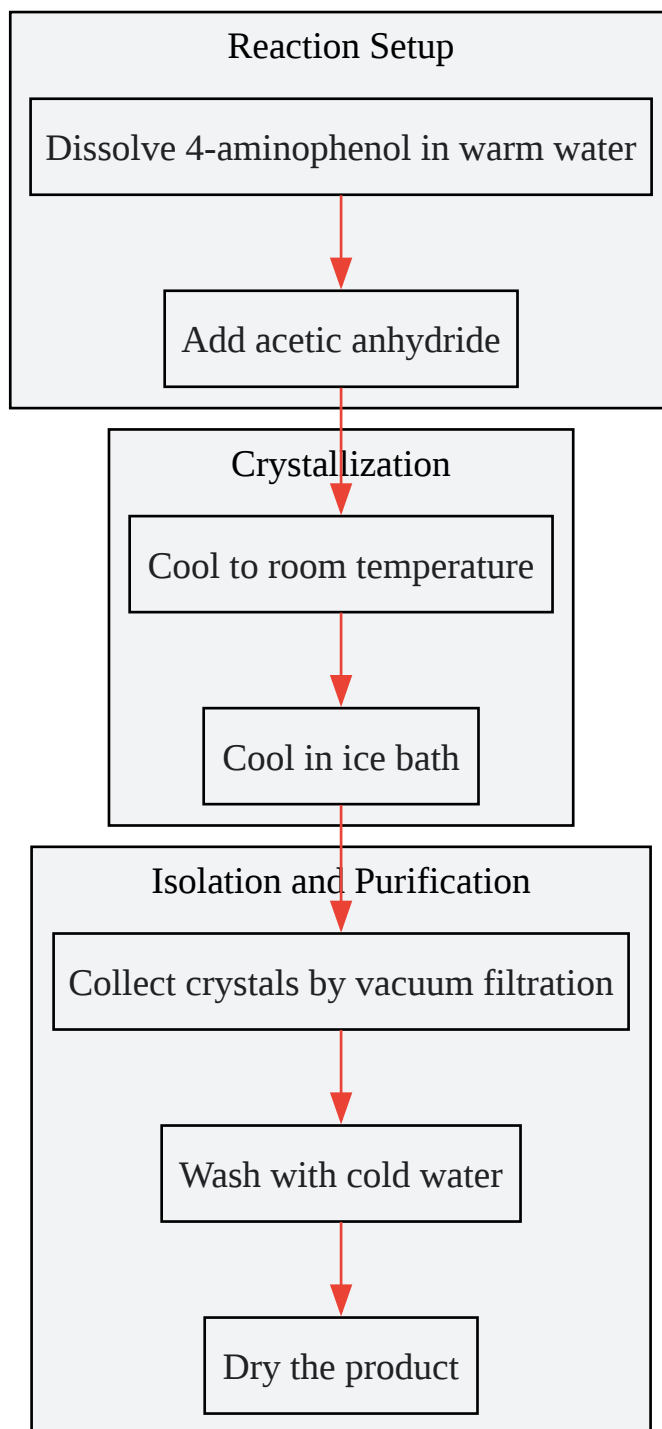 Reaction Setup
Dissolve 4-aminophenol in warm water
Add acetic anhydride
Crystallization
Cool to room temperature
Cool in ice bath
Isolation and Purification
Collect crystals by vacuum filtration
Wash with cold water
Dry the product